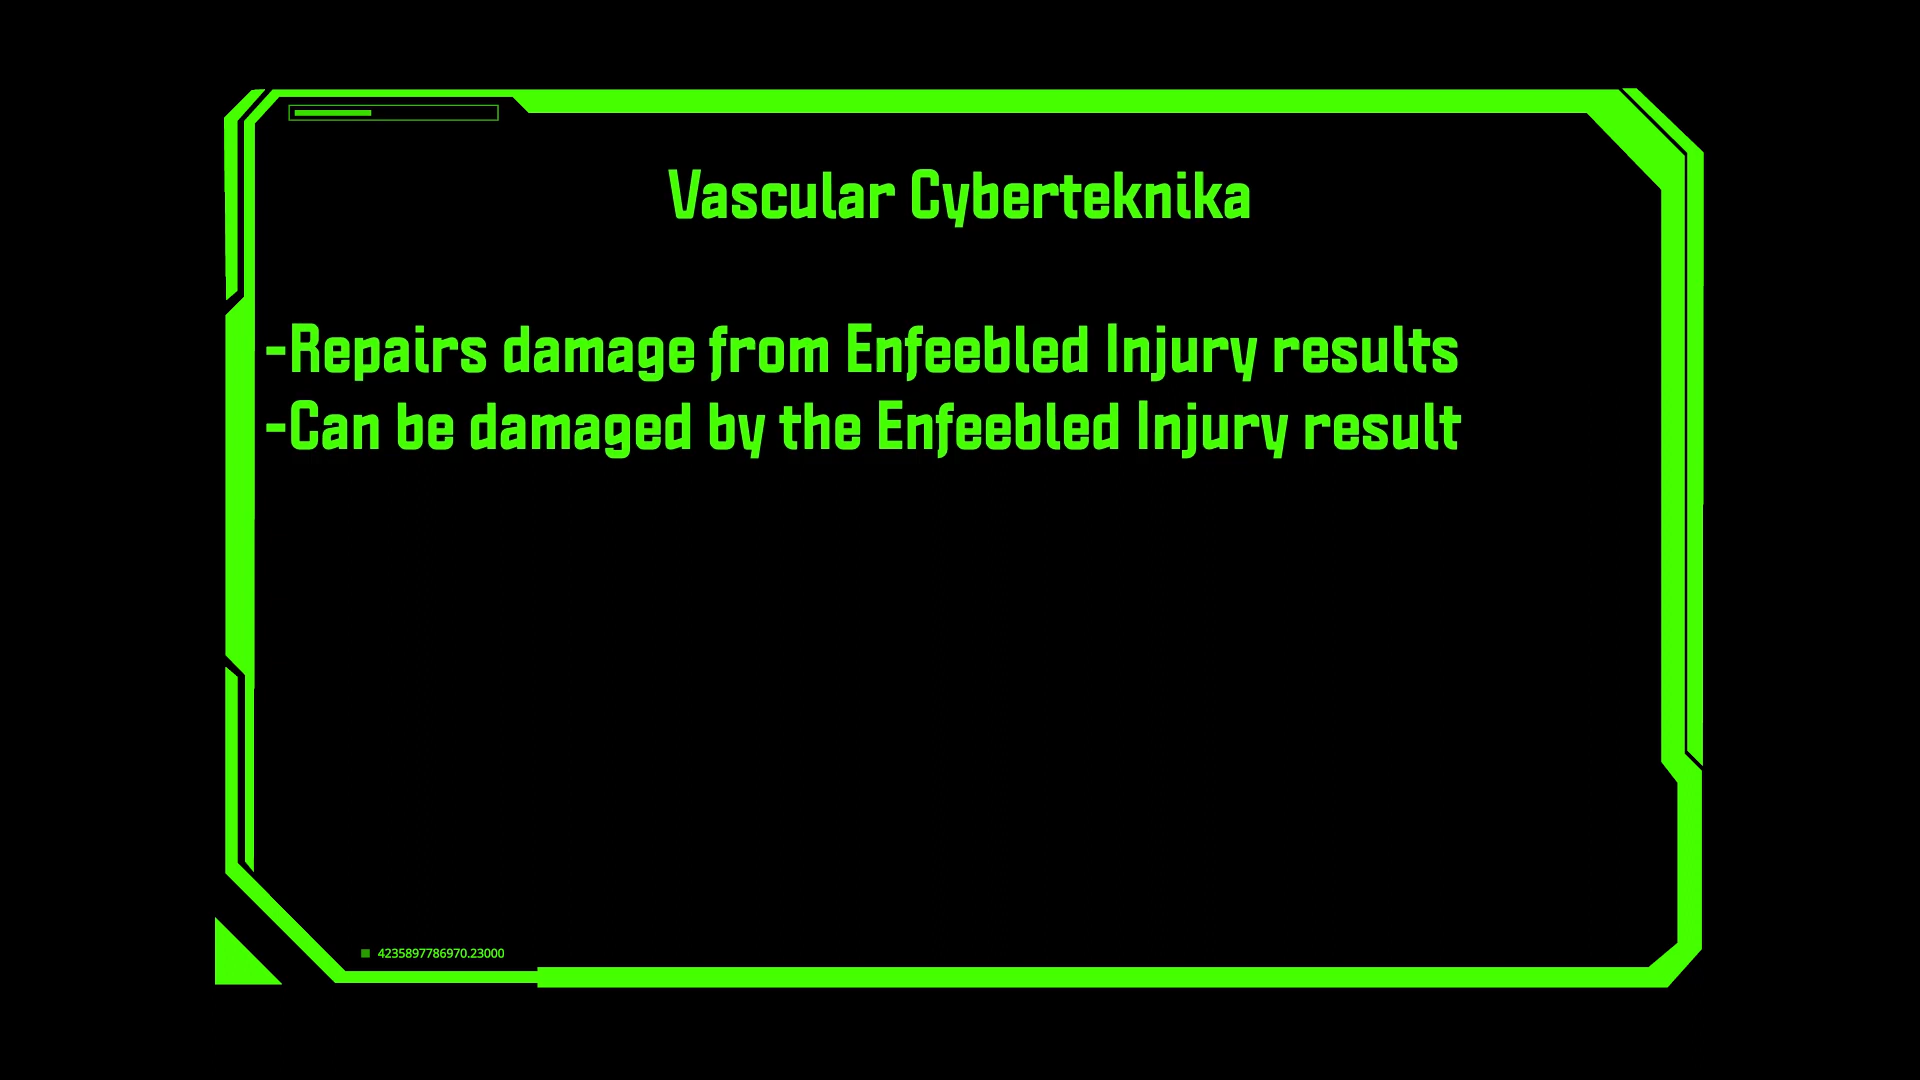 Vascular Cyberteknika
-Repairs damage from Enfeebled Injury results
-Can be damaged by the Enfeebled Injury result
4235897786970.23000